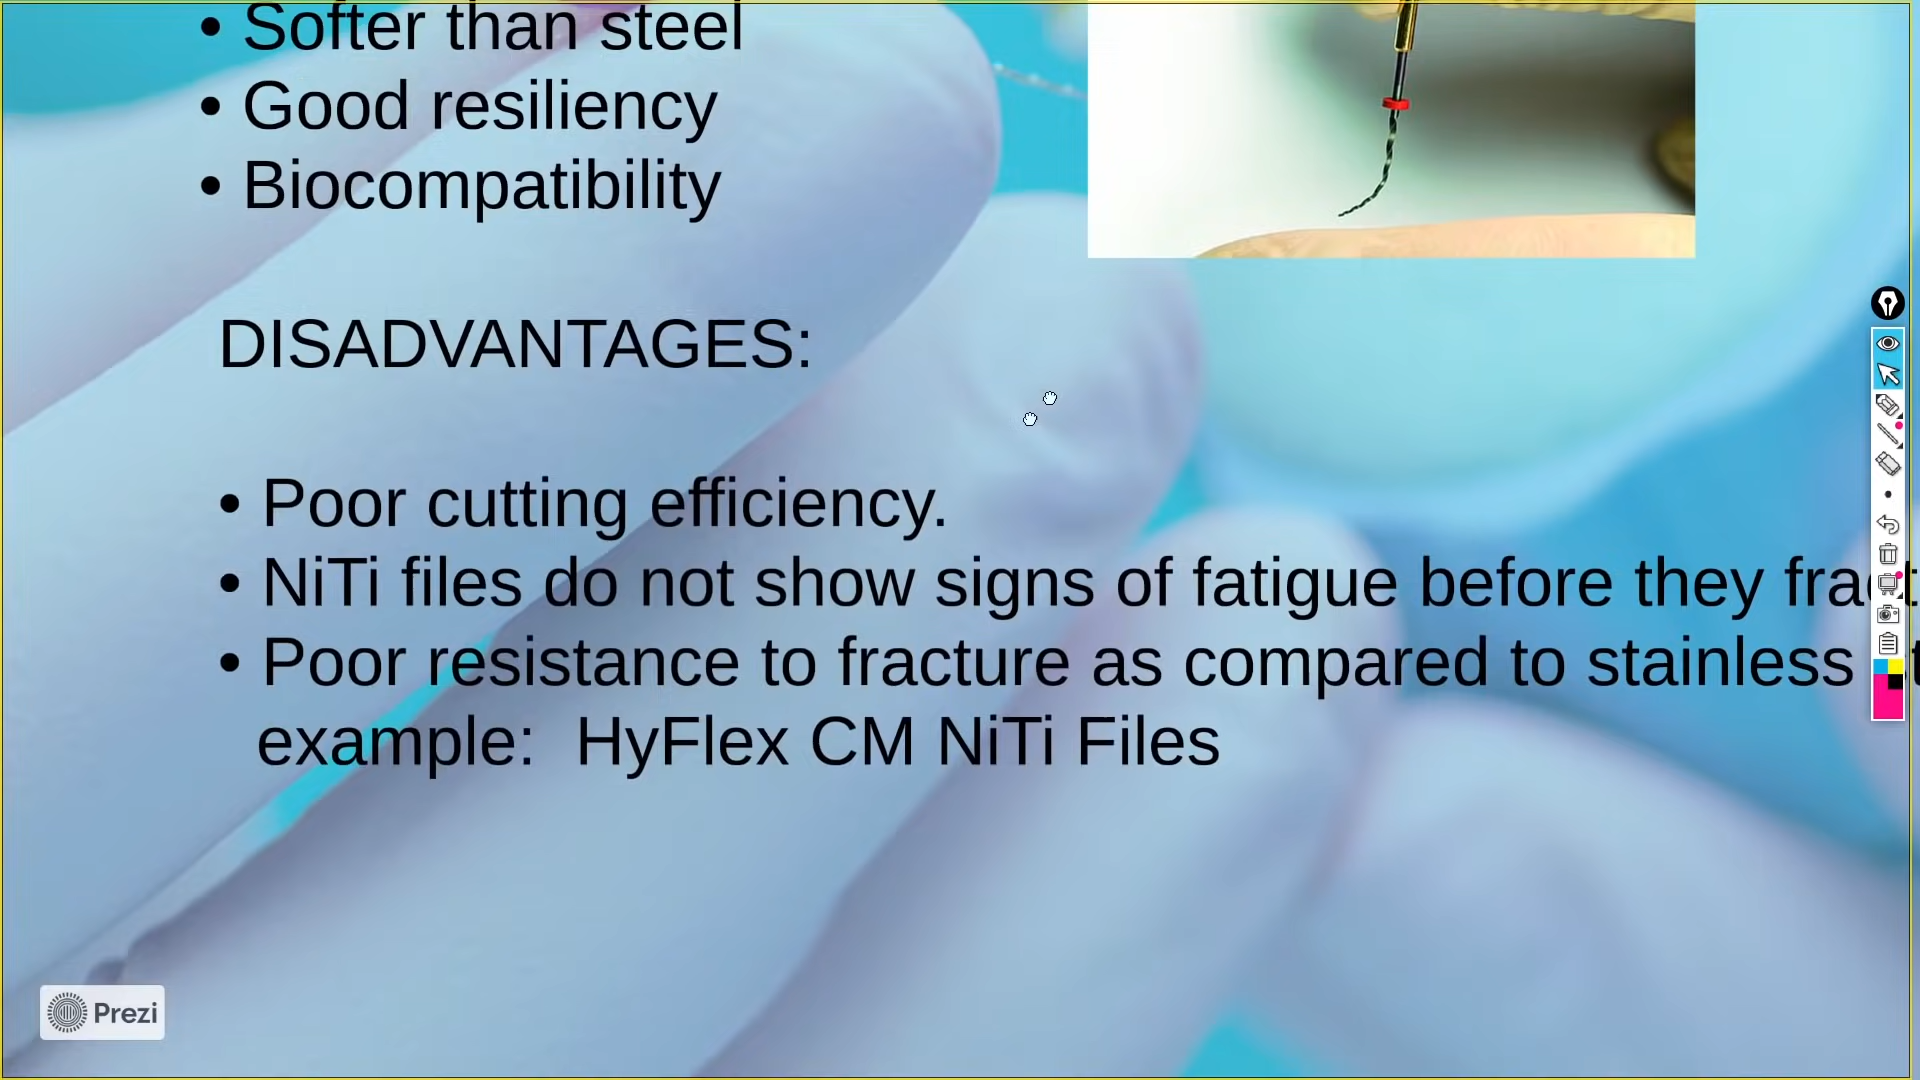 • Softer than steel
• Good resiliency
• Biocompatibility
DISADVANTAGES:
• Poor cutting efficiency.
• NiTi files do not show signs of fatigue before they
• Poor resistance to fracture as compared to stainless
example: HyFlex CM NiTi Files
Prezi